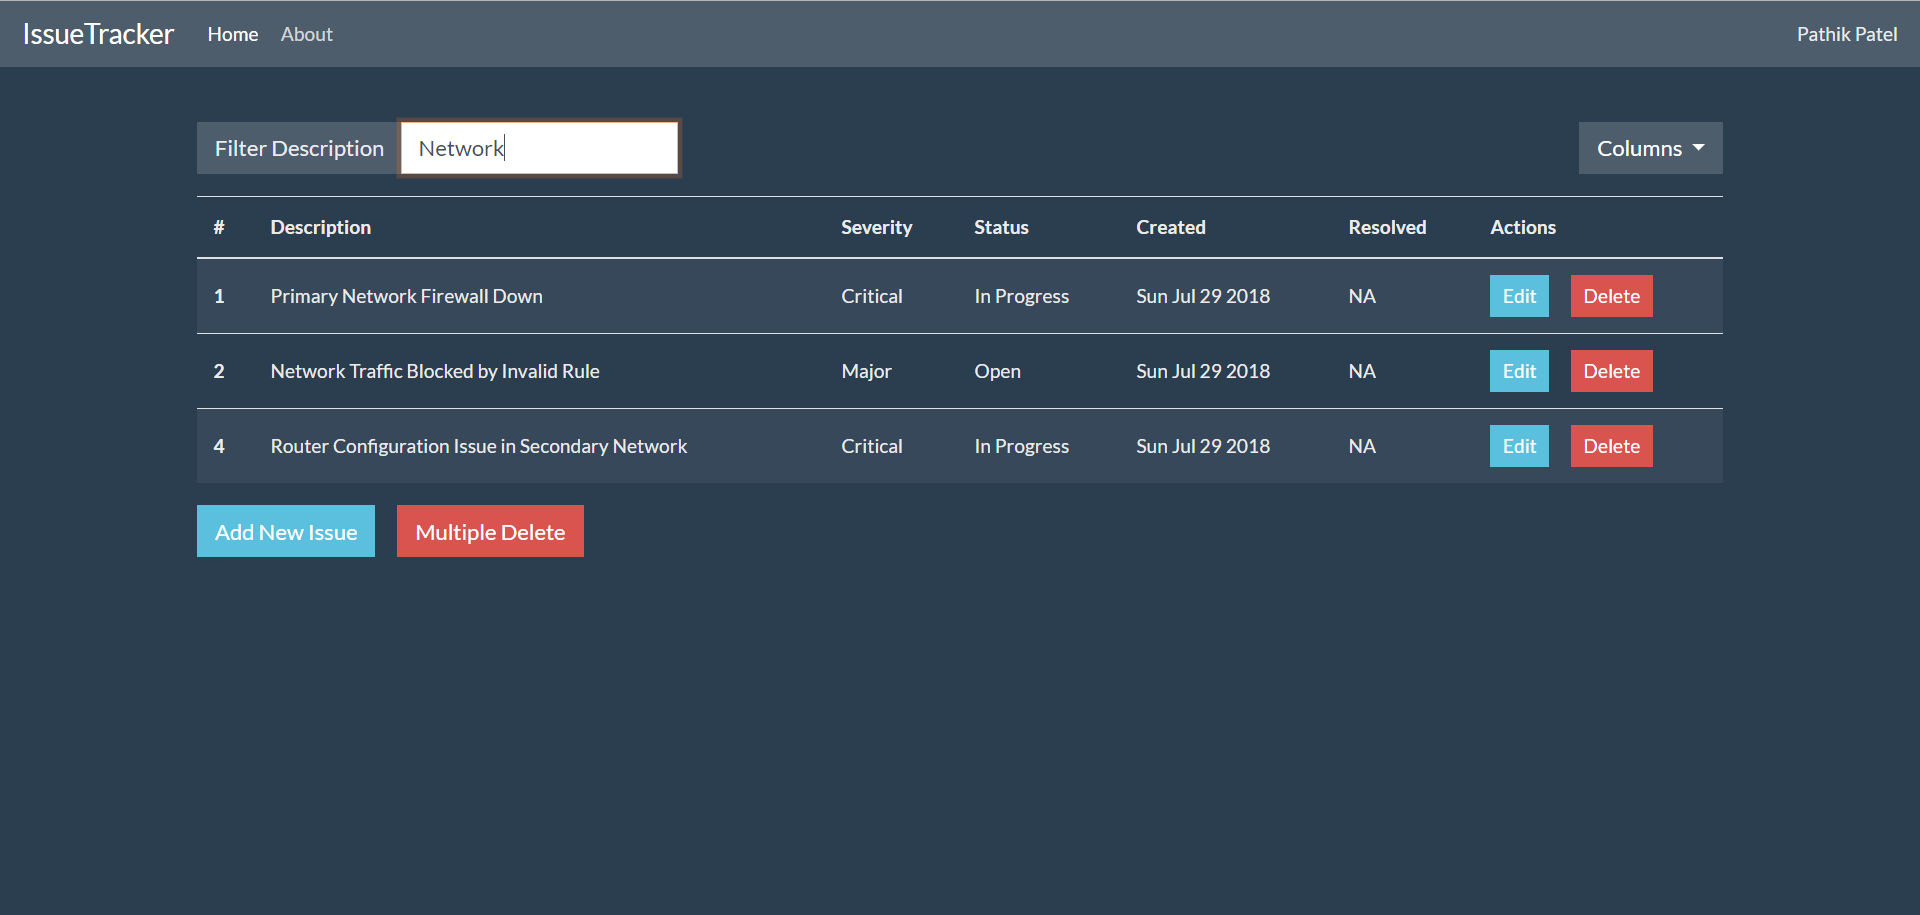 IssueTracker Home About Pathik Patel
Filter Description Network Columns
# Description Severity Status Created Resolved Actions
1 Primary Network Firewall Down Critical In Progress Sun Jul 29 2018 NA Edit Delete
2 Network Traffic Blocked by Invalid Rule Major Open Sun Jul 29 2018 NA Edit Delete
4 Router Configuration Issue in Secondary Network Critical In Progress Sun Jul 29 2018 NA Edit Delete
Add New Issue Multiple Delete